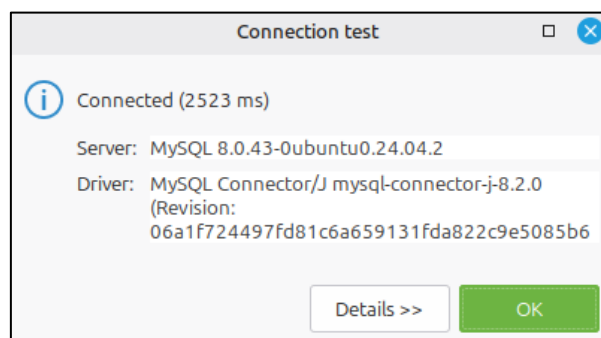 Connection test
Connected (2523 ms)
Server: MySQL 8.0.43-0ubuntu0.24.04.2
Driver: MySQL Connector/J mysql-connector-j-8.2.0
(Revision:
06a1f724497fd81c6a659131fda822c9e5085b6
Details >>
OK